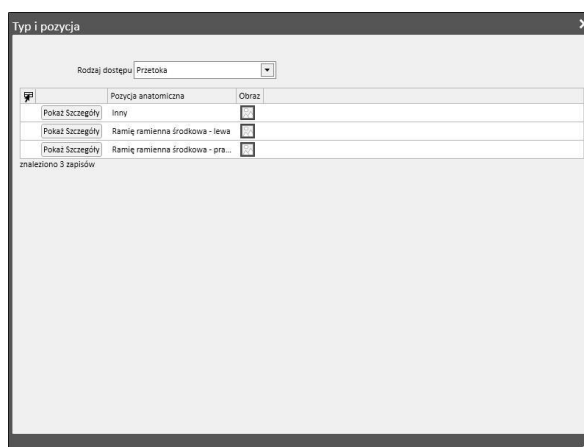 Typ i pozycja
Rodzaj dostępu Przetoka
Pozycja anatomiczna Obraz
Pokaż Szczegóły Inny
Pokaż Szczegóły Ramię ramienna środkowa - lewa
Pokaż Szczegóły Ramię ramienna środkowa - pra...
znaleziono 3 zapisów